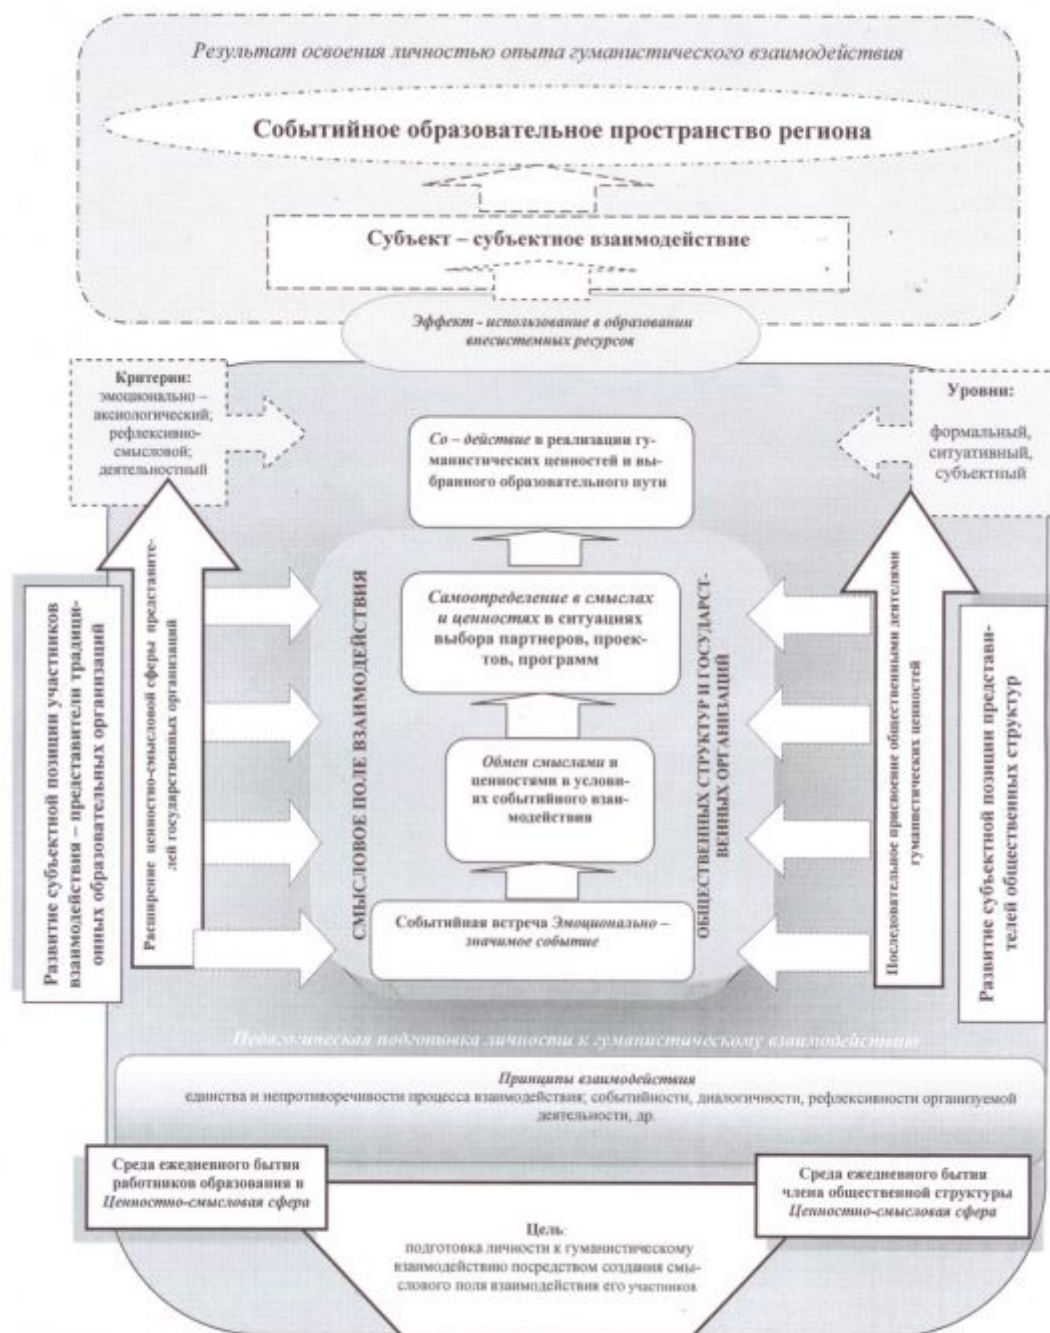 Результат освоения личностью опыта гуманистического взаимодействия
Событийное образовательное пространство региона
Субъект – субъектное взаимодействие
Эффект - использование в образовании
внесистемных ресурсов
Критерии:
эмоционально –
аксиологический;
рефлексивно-
смысловой;
деятельностный
Уровни:
формальный,
ситуативный,
субъектный
Со – действие в реализации гу-
манистических ценностей и вы-
бранного образовательного пути
Самоопределение в смыслах
и ценностях в ситуациях
выбора партнеров, проек-
тов, программ
Обмен смыслами и
ценностями в услови-
ях событийного взаи-
модействия
Событийная встреча Эмоционально –
значимое событие
Развитие субъектной позиции участников
взаимодействия – представители традици-
онных образовательных организаций
Расширение ценностно-смысловой сферы представите-
лей государственных организаций
СМЫСЛОВОЕ ПОЛЕ ВЗАИМОДЕЙСТВИЯ
ОБЩЕСТВЕННЫХ СТРУКТУР И ГОСУДАРСТ-
ВЕННЫХ ОРГАНИЗАЦИЙ
Последовательное присвоение общественными деятелями
гуманистических ценностей
Развитие субъектной позиции представи-
телей общественных структур
Педагогическая подготовка личности к гуманистическому взаимодействию
Принципы взаимодействия
единства и непротиворечивости процесса взаимодействия; событийности, диалогичности, рефлексивности организуемой
деятельности, др.
Среда ежедневного бытия
работников образования и
Ценностно-смысловая сфера
Среда ежедневного бытия
члена общественной структуры
Ценностно-смысловая сфера
Цель:
подготовка личности к гуманистическому
взаимодействию посредством создания смы-
слового поля взаимодействия его участников